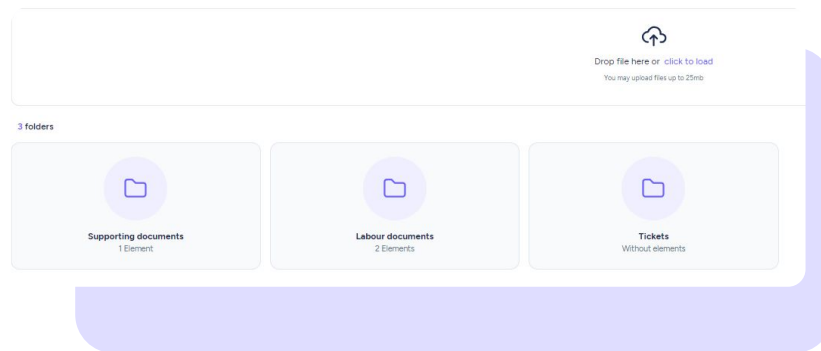 Drop file here or click to load
You may upload files up to 25mb
3 folders
Supporting documents
1 Element
Labour documents
2 Elements
Tickets
Without elements